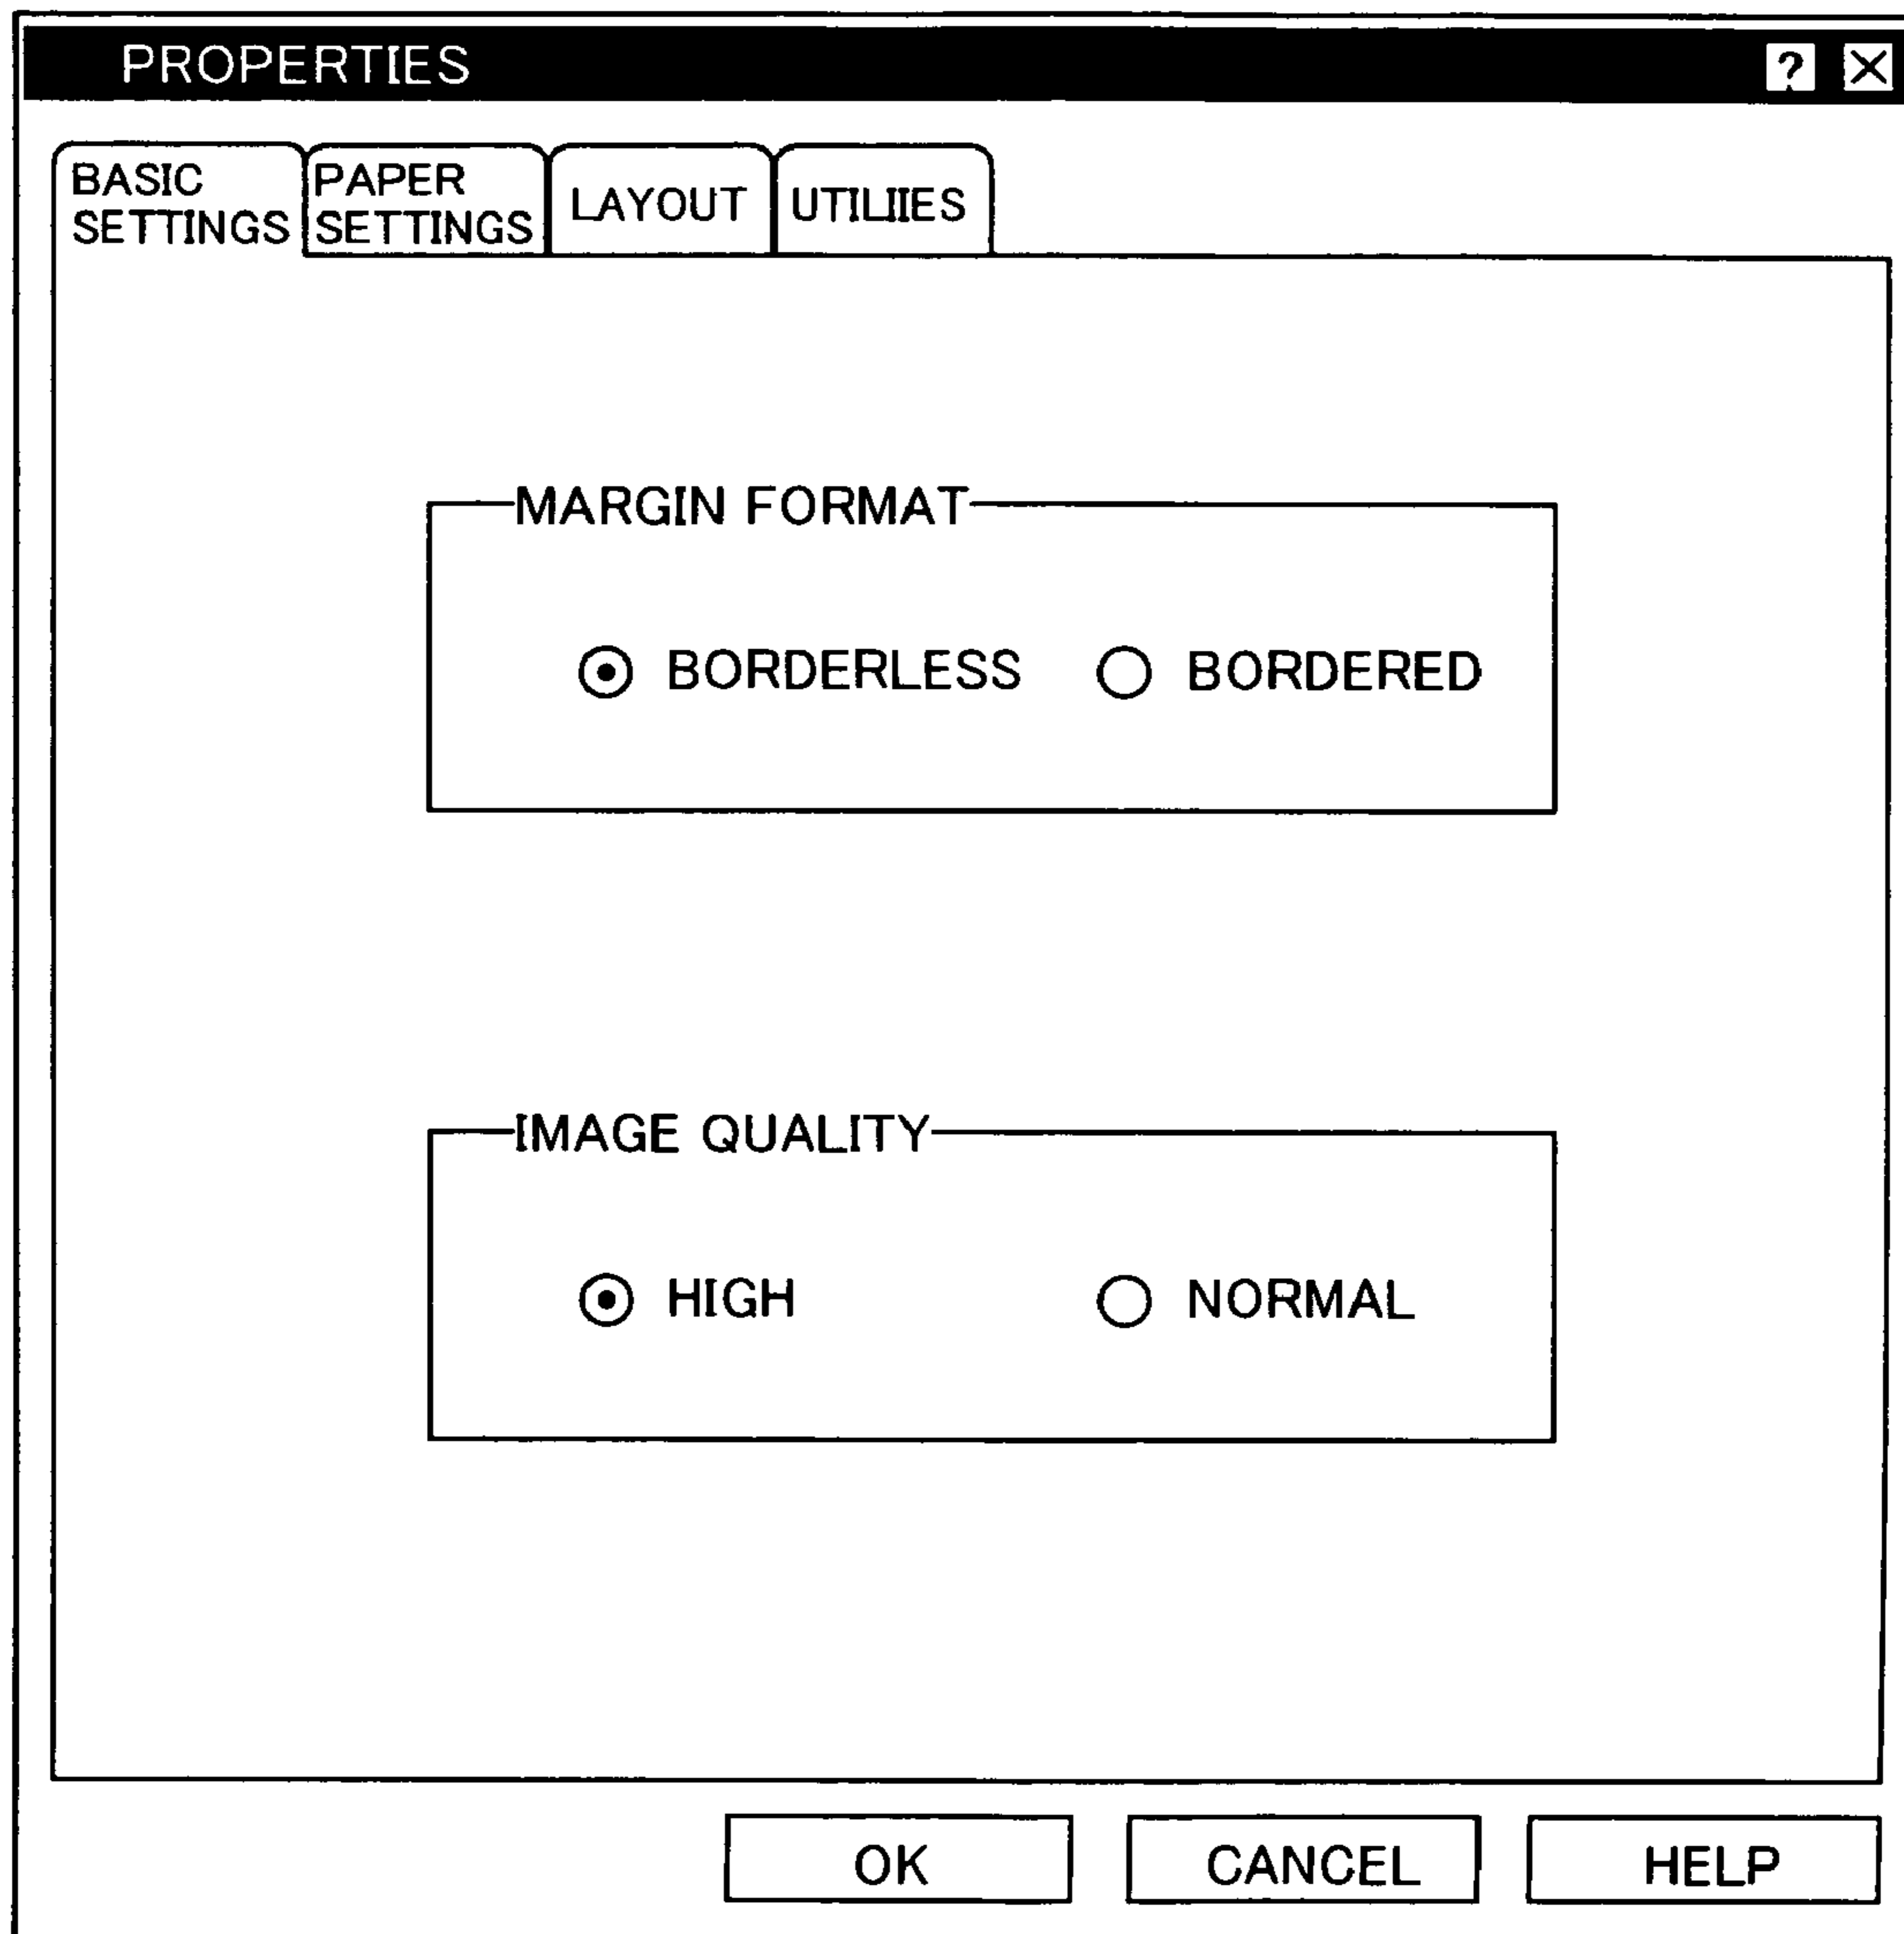 PROPERTIES ? X
BASIC SETTINGS
PAPER SETTINGS
LAYOUT
UTILIIES
MARGIN FORMAT
BORDERLESS BORDERED
IMAGE QUALITY
HIGH NORMAL
OK CANCEL HELP